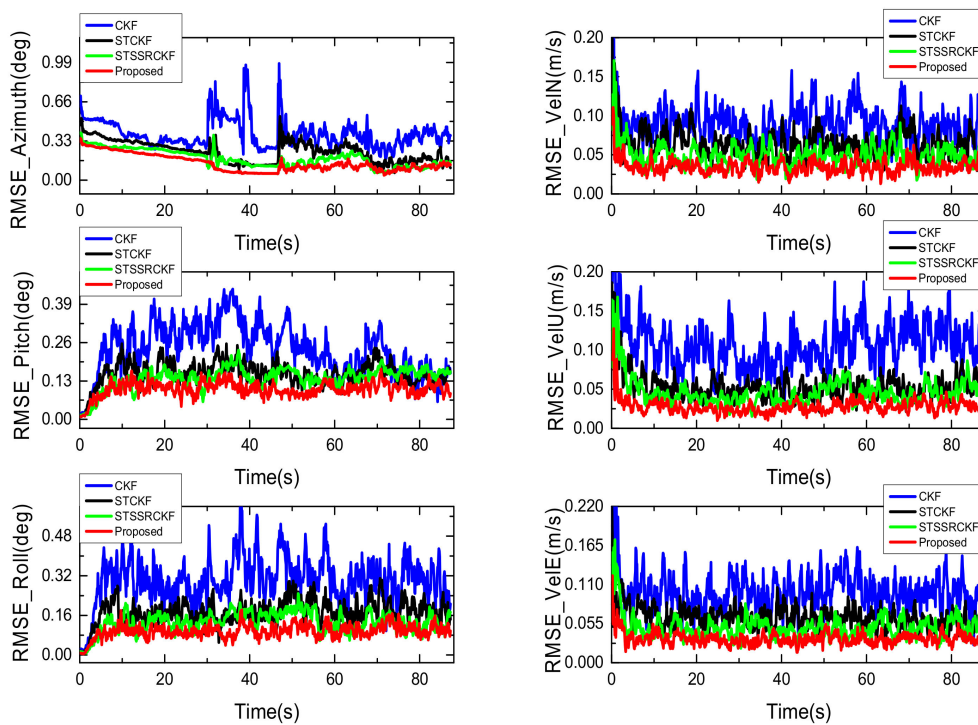 CKF
STCKF
STSSRCKF
Proposed
RMSE_Azimuth(deg)
0.99
0.66
0.33
0.00
0 20 40 60 80
Time(s)
CKF
STCKF
STSSRCKF
Proposed
RMSE_VelN(m/s)
0.20
0.15
0.10
0.05
0.00
0 20 40 60 80
Time(s)
CKF
STCKF
STSSRCKF
Proposed
RMSE_Pitch(deg)
0.39
0.26
0.13
0.00
0 20 40 60 80
Time(s)
CKF
STCKF
STSSRCKF
Proposed
RMSE_VelU(m/s)
0.20
0.15
0.10
0.05
0.00
0 20 40 60 80
Time(s)
CKF
STCKF
STSSRCKF
Proposed
RMSE_Roll(deg)
0.48
0.32
0.16
0.00
0 20 40 60 80
Time(s)
CKF
STCKF
STSSRCKF
Proposed
RMSE_VelE(m/s)
0.220
0.165
0.110
0.055
0.000
0 20 40 60 80
Time(s)